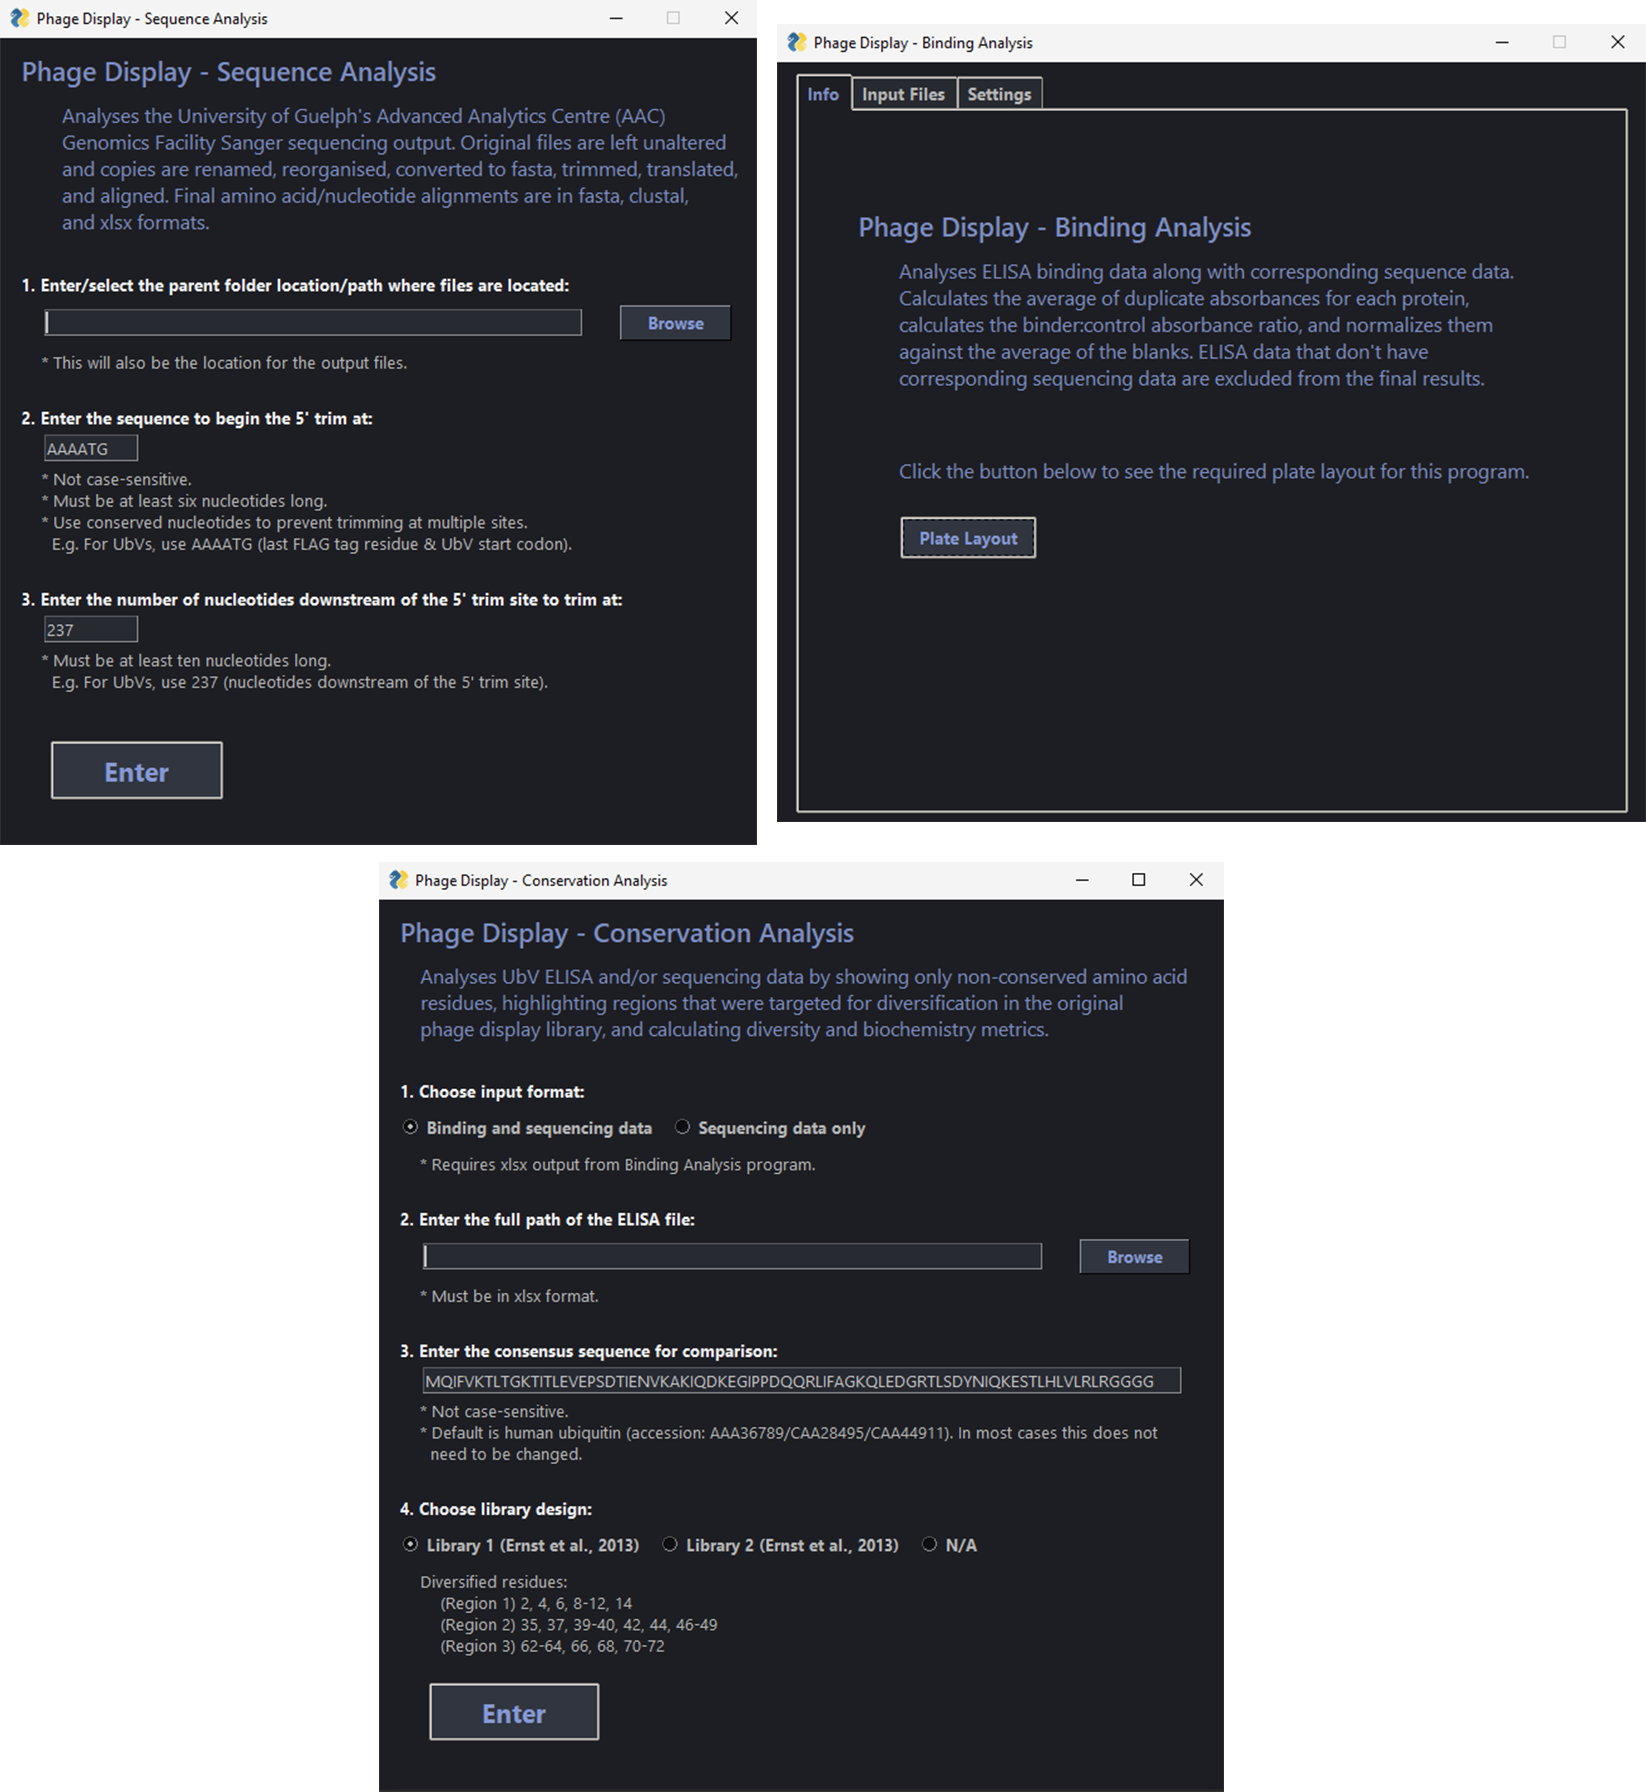 Phage Display - Sequence Analysis
Phage Display - Sequence Analysis
Analyses the University of Guelph's Advanced Analytics Centre (AAC)
Genomics Facility Sanger sequencing output. Original files are left unaltered
and copies are renamed, reorganised, converted to fasta, trimmed, translated,
and aligned. Final amino acid/nucleotide alignments are in fasta, clustal,
and xlsx formats.
1. Enter/select the parent folder location/path where files are located:
Browse
* This will also be the location for the output files.
2. Enter the sequence to begin the 5' trim at:
AAAATG
* Not case-sensitive.
* Must be at least six nucleotides long.
* Use conserved nucleotides to prevent trimming at multiple sites.
E.g. For UbVs, use AAAATG (last FLAG tag residue & UbV start codon).
3. Enter the number of nucleotides downstream of the 5' trim site to trim at:
237
* Must be at least ten nucleotides long.
E.g. For UbVs, use 237 (nucleotides downstream of the 5' trim site).
Enter
Phage Display - Binding Analysis
Info Input Files Settings
Phage Display - Binding Analysis
Analyses ELISA binding data along with corresponding sequence data.
Calculates the average of duplicate absorbances for each protein,
calculates the binder:control absorbance ratio, and normalizes them
against the average of the blanks. ELISA data that don't have
corresponding sequencing data are excluded from the final results.
Click the button below to see the required plate layout for this program.
Plate Layout
Phage Display - Conservation Analysis
Phage Display - Conservation Analysis
Analyses UbV ELISA and/or sequencing data by showing only non-conserved amino acid
residues, highlighting regions that were targeted for diversification in the original
phage display library, and calculating diversity and biochemistry metrics.
1. Choose input format:
Binding and sequencing data Sequencing data only
* Requires xlsx output from Binding Analysis program.
2. Enter the full path of the ELISA file:
Browse
* Must be in xlsx format.
3. Enter the consensus sequence for comparison:
MQIFVKTLTGKTITLEVEPSDTIENVKAKIQDKEGIPPDQQRLIFAGKQLEDGRTLSDYNIQKESTLHLVLRLRGGGG
* Not case-sensitive.
* Default is human ubiquitin (accession: AAA36789/CAA28495/CAA44911). In most cases this does not
need to be changed.
4. Choose library design:
Library 1 (Ernst et al., 2013) Library 2 (Ernst et al., 2013) N/A
Diversified residues:
(Region 1) 2, 4, 6, 8-12, 14
(Region 2) 35, 37, 39-40, 42, 44, 46-49
(Region 3) 62-64, 66, 68, 70-72
Enter